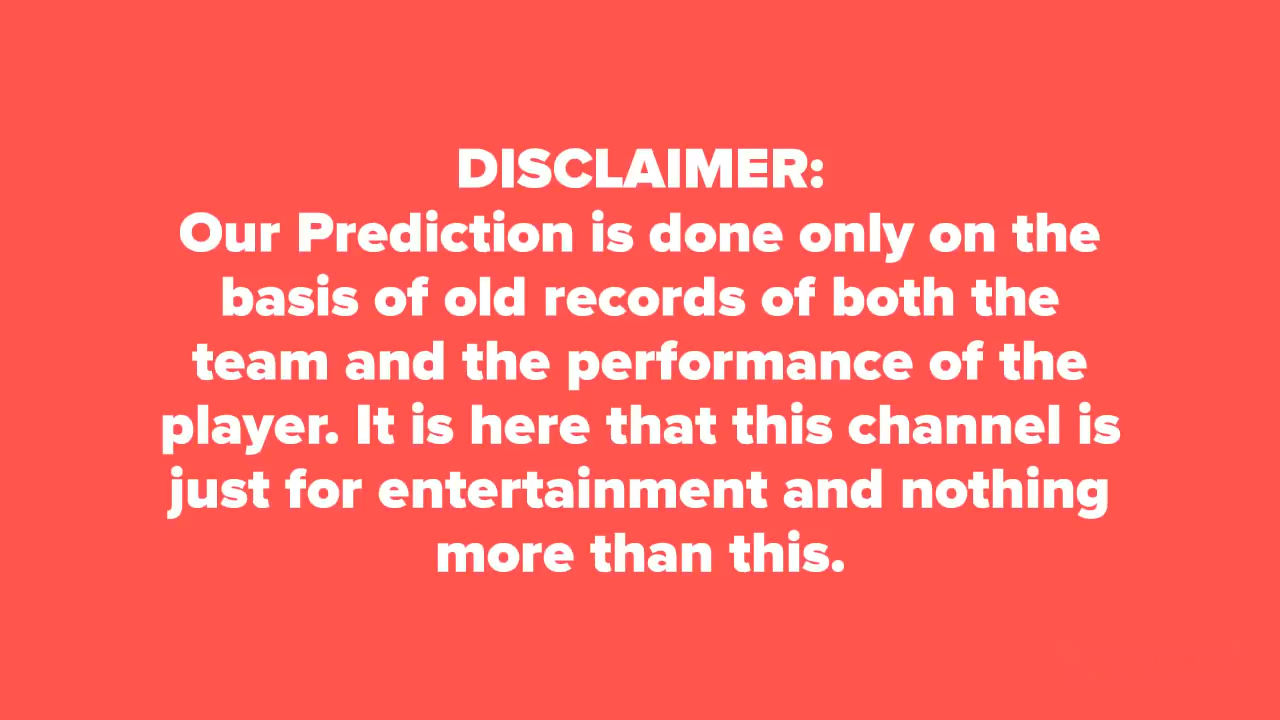 DISCLAIMER:
Our Prediction is done only on the
basis of old records of both the
team and the performance of the
player. It is here that this channel is
just for entertainment and nothing
more than this.